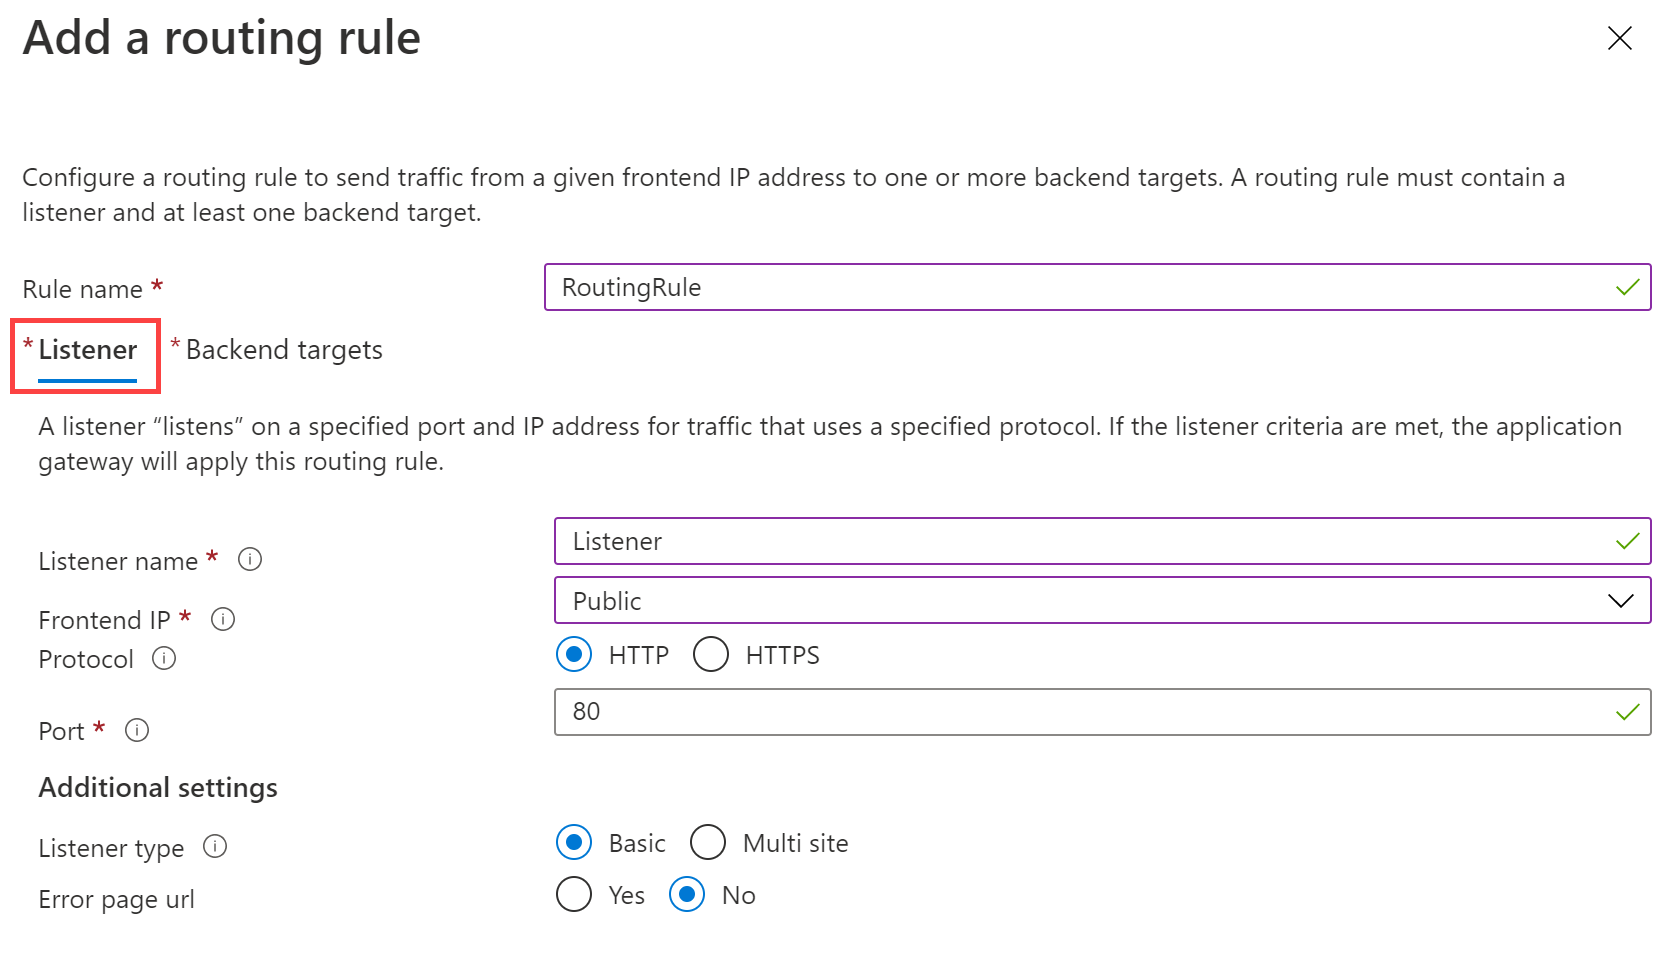 Add a routing rule
Configure a routing rule to send traffic from a given frontend IP address to one or more backend targets. A routing rule must contain a
listener and at least one backend target.
Rule name * RoutingRule
* Listener * Backend targets
A listener “listens” on a specified port and IP address for traffic that uses a specified protocol. If the listener criteria are met, the application
gateway will apply this routing rule.
Listener name * Listener
Frontend IP * Public
Protocol HTTP HTTPS
Port * 80
Additional settings
Listener type Basic Multi site
Error page url Yes No